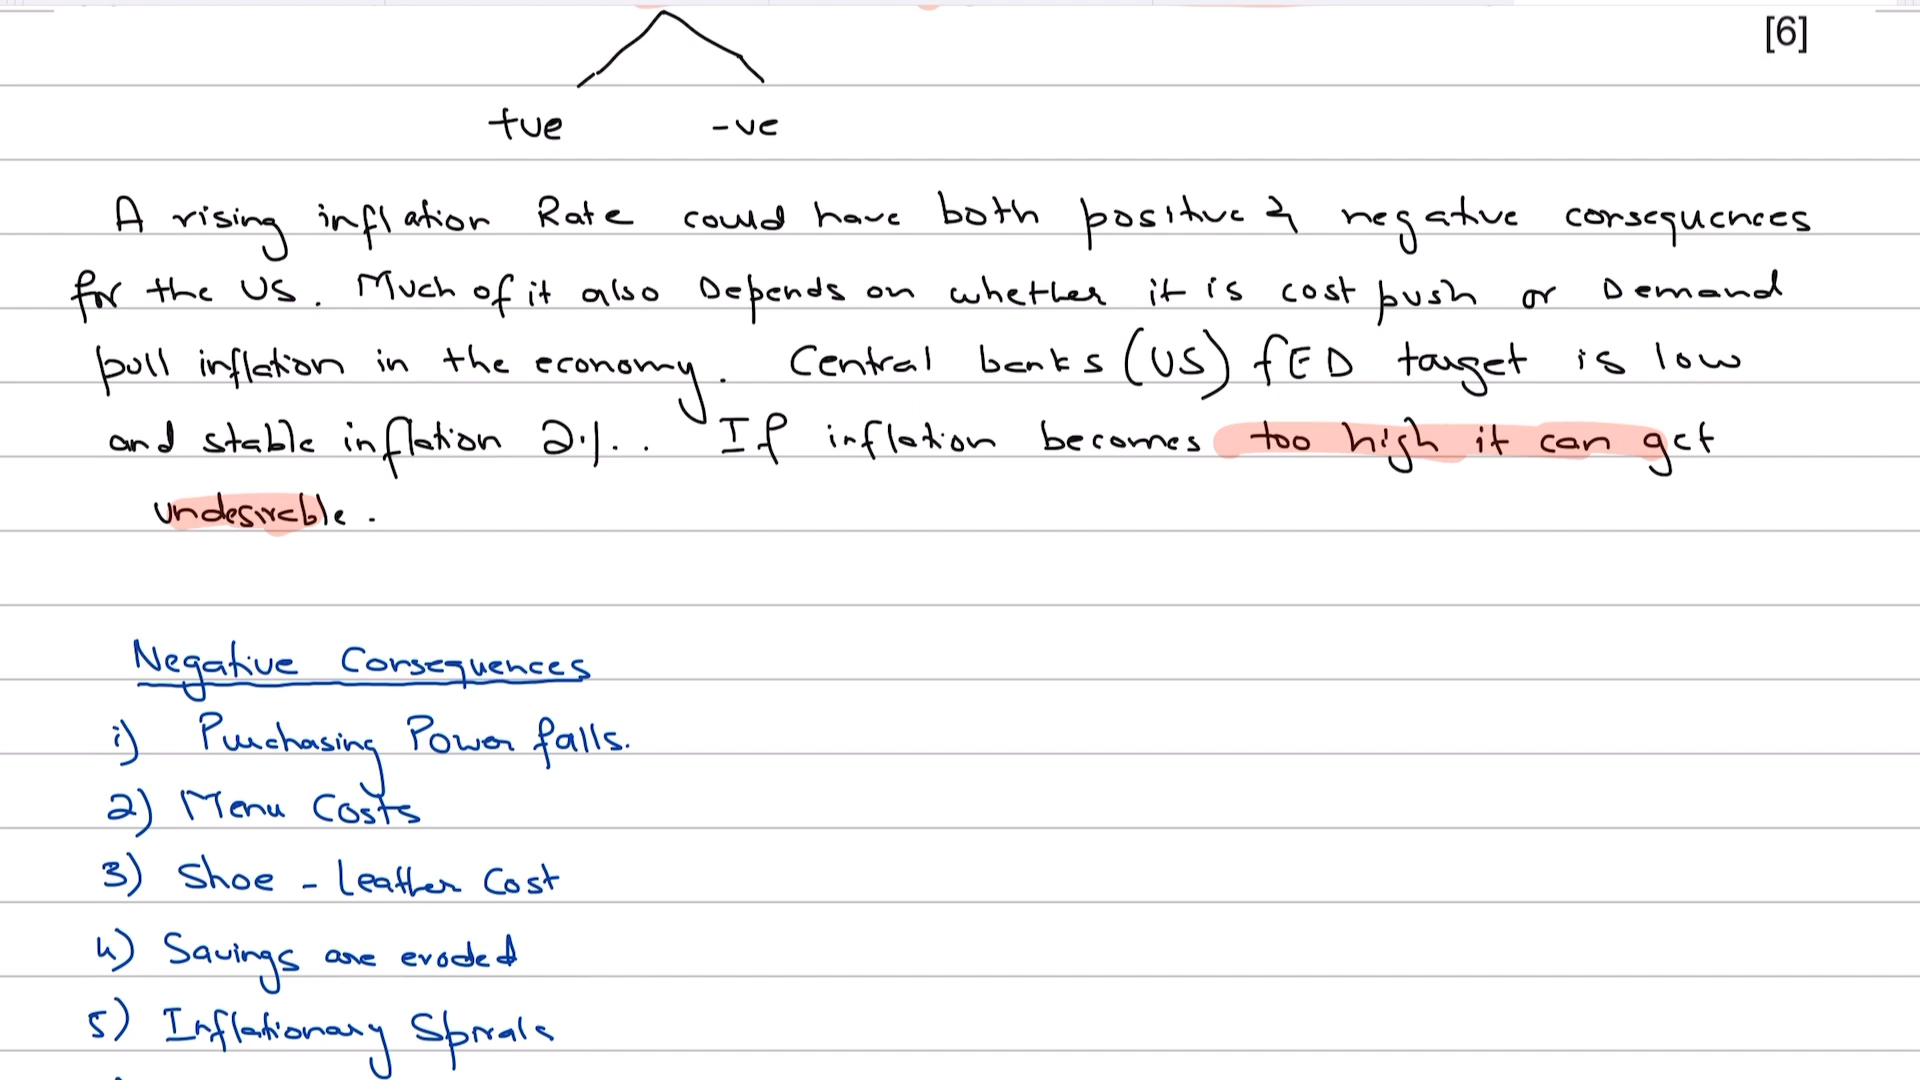 [6]
+ve -ve
A rising inflation Rate could have both positive & negative consequences
for the US. Much of it also Depends on whether it is cost push or Demand
pull inflation in the economy. Central banks (US) fED target is low
and stable inflation 2%. If inflation becomes too high it can get
undesirable.
Negative Consequences
i) Purchasing Power falls.
2) Menu Costs
3) Shoe - Leather Cost
4) Savings are eroded
5) Inflationary Spirals